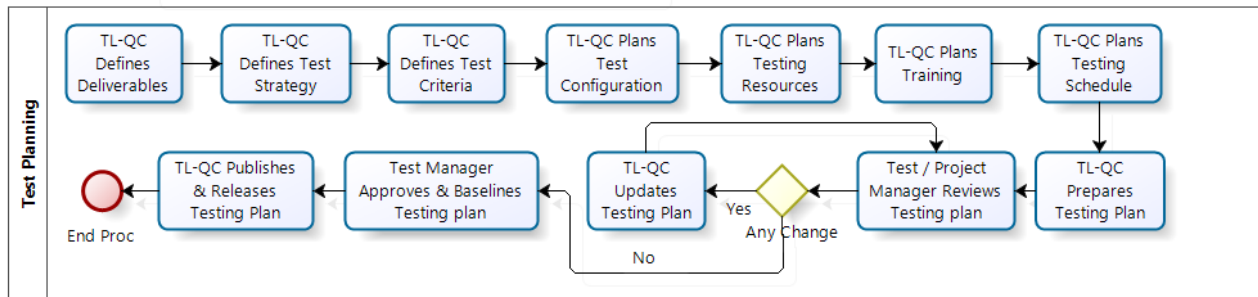 Test Planning
TL-QC
Defines
Deliverables
TL-QC
Defines Test
Strategy
TL-QC
Defines Test
Criteria
TL-QC Plans
Test
Configuration
TL-QC Plans
Testing
Resources
TL-QC Plans
Training
TL-QC Plans
Testing
Schedule
TL-QC
Prepares
Testing Plan
Test / Project
Manager Reviews
Testing plan
Any Change
Yes
TL-QC
Updates
Testing Plan
No
Test Manager
Approves & Baselines
Testing plan
TL-QC Publishes
& Releases
Testing Plan
End Proc